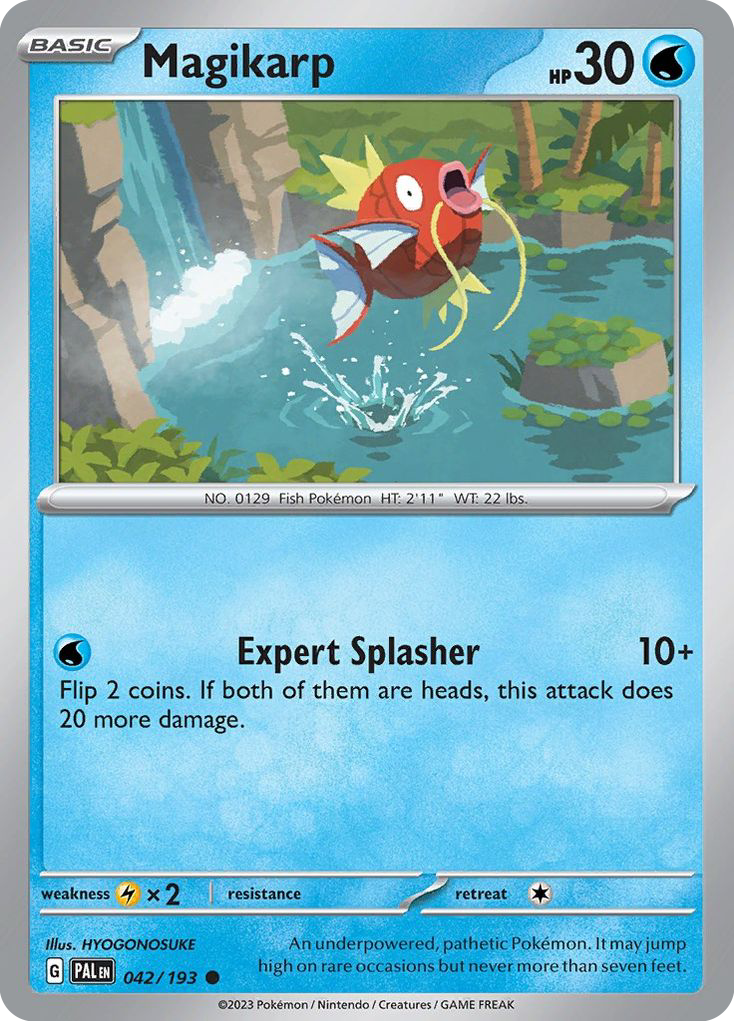 BASIC
Magikarp
HP 30
NO. 0129 Fish Pokémon HT: 2'11" WT: 22 lbs.
Expert Splasher 10+
Flip 2 coins. If both of them are heads, this attack does
20 more damage.
weakness ×2 resistance retreat
Illus. HYOGONOSUKE
An underpowered, pathetic Pokémon. It may jump
high on rare occasions but never more than seven feet.
G PAL EN 042/193
©2023 Pokémon / Nintendo / Creatures / GAME FREAK